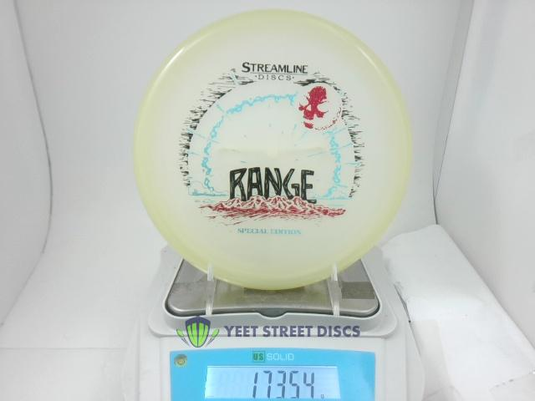 STREAMLINE
·DISCS·
RANGE
SPECIAL EDITION
YEET STREET DISCS
US SOLID
173.54 g